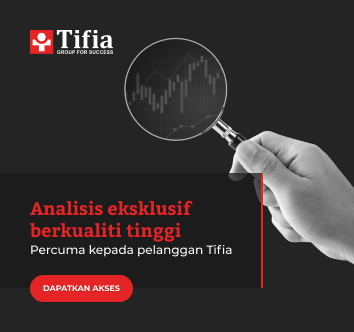 Tifia
GROUP FOR SUCCESS
Analisis eksklusif
berkualiti tinggi
Percuma kepada pelanggan Tifia
DAPATKAN AKSES